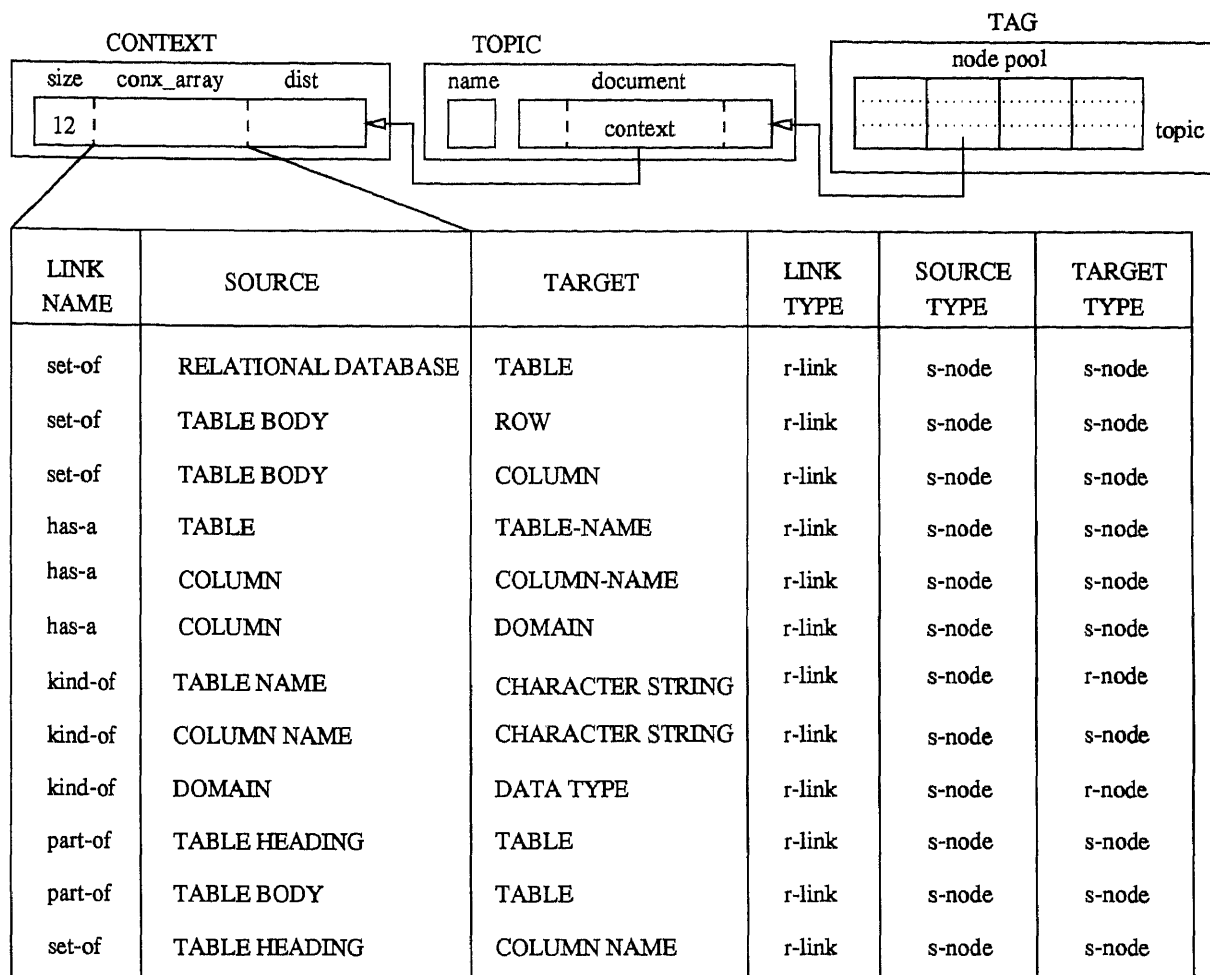 CONTEXT
TOPIC
TAG
size conx_array dist
12
name document
context
node pool
topic
LINK NAME SOURCE TARGET LINK TYPE SOURCE TYPE TARGET TYPE
set-of RELATIONAL DATABASE TABLE r-link s-node s-node
set-of TABLE BODY ROW r-link s-node s-node
set-of TABLE BODY COLUMN r-link s-node s-node
has-a TABLE TABLE-NAME r-link s-node s-node
has-a COLUMN COLUMN-NAME r-link s-node s-node
has-a COLUMN DOMAIN r-link s-node s-node
kind-of TABLE NAME CHARACTER STRING r-link s-node r-node
kind-of COLUMN NAME CHARACTER STRING r-link s-node s-node
kind-of DOMAIN DATA TYPE r-link s-node r-node
part-of TABLE HEADING TABLE r-link s-node s-node
part-of TABLE BODY TABLE r-link s-node s-node
set-of TABLE HEADING COLUMN NAME r-link s-node s-node